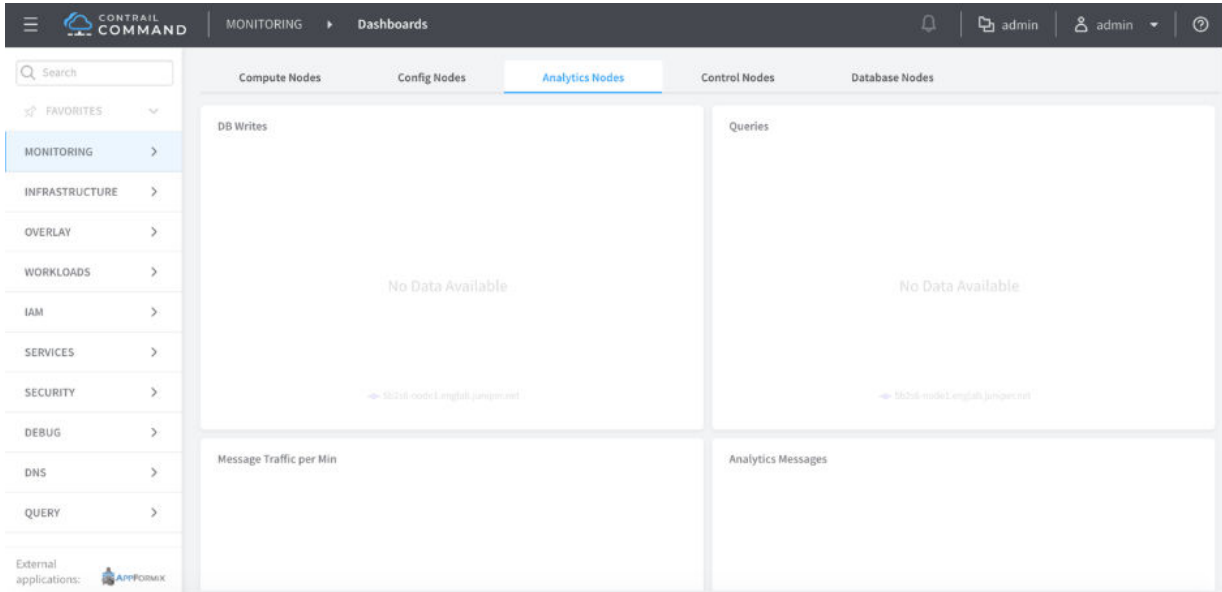 CONTRAIL
COMMAND
MONITORING
Dashboards
admin
admin
Search
FAVORITES
MONITORING
INFRASTRUCTURE
OVERLAY
WORKLOADS
IAM
SERVICES
SECURITY
DEBUG
DNS
QUERY
External
applications:
APPFORMIX
Compute Nodes Config Nodes Analytics Nodes Control Nodes Database Nodes
DB Writes
No Data Available
Queries
No Data Available
Message Traffic per Min
Analytics Messages